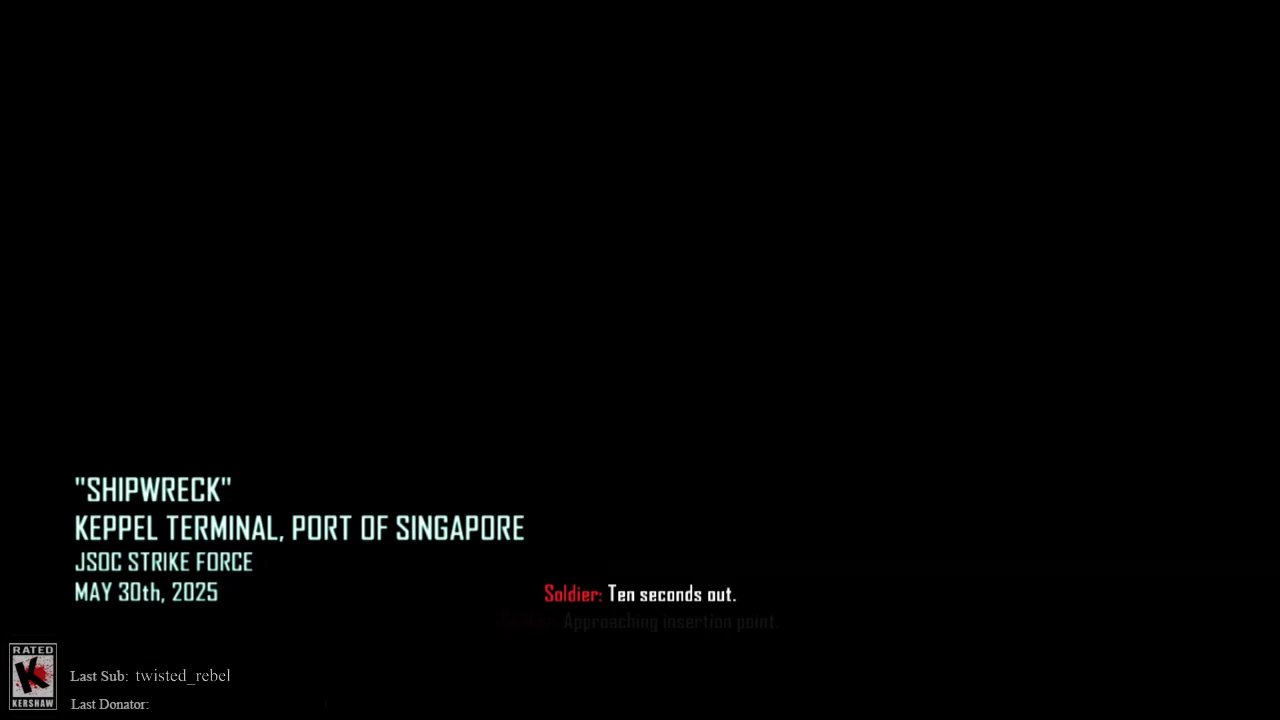 "SHIPWRECK"
KEPPEL TERMINAL, PORT OF SINGAPORE
JSOC STRIKE FORCE
MAY 30th, 2025
Soldier: Ten seconds out.
Soldier: Approaching insertion point.
RATED
K
KERSHAW
Last Sub: twisted_rebel
Last Donator: